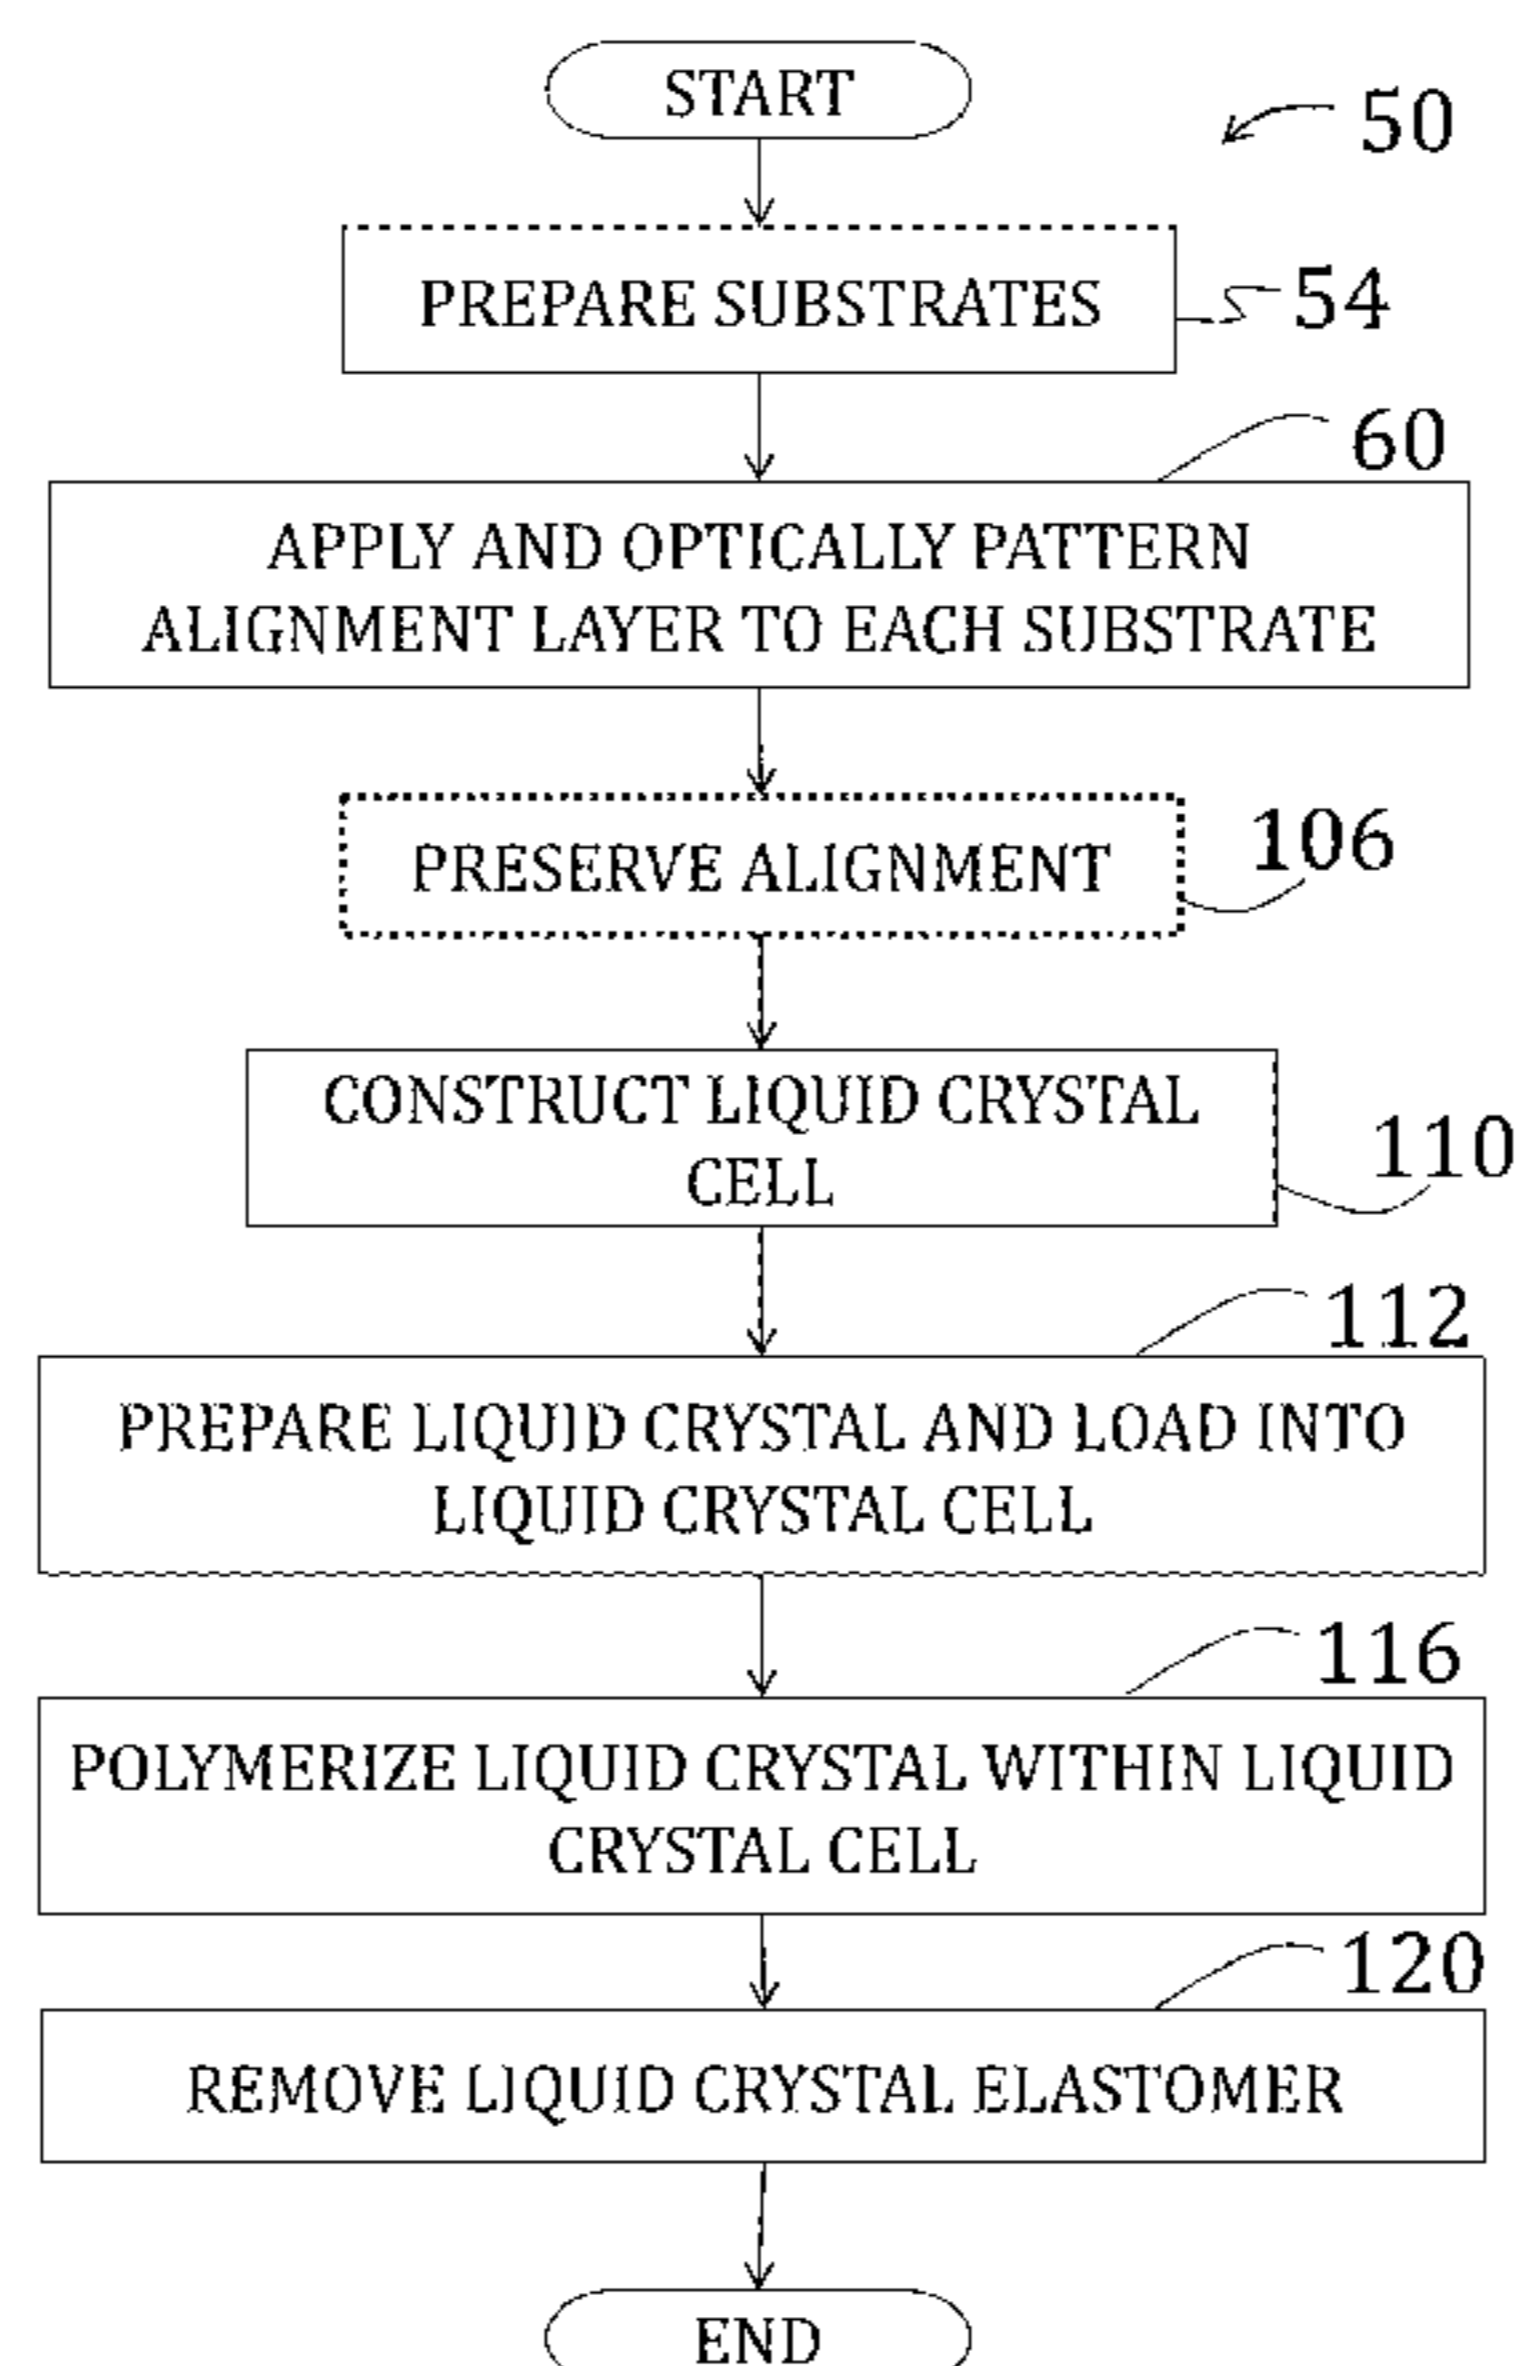 START
50
PREPARE SUBSTRATES
54
60
APPLY AND OPTICALLY PATTERN
ALIGNMENT LAYER TO EACH SUBSTRATE
PRESERVE ALIGNMENT
106
CONSTRUCT LIQUID CRYSTAL
CELL
110
112
PREPARE LIQUID CRYSTAL AND LOAD INTO
LIQUID CRYSTAL CELL
116
POLYMERIZE LIQUID CRYSTAL WITHIN LIQUID
CRYSTAL CELL
120
REMOVE LIQUID CRYSTAL ELASTOMER
END